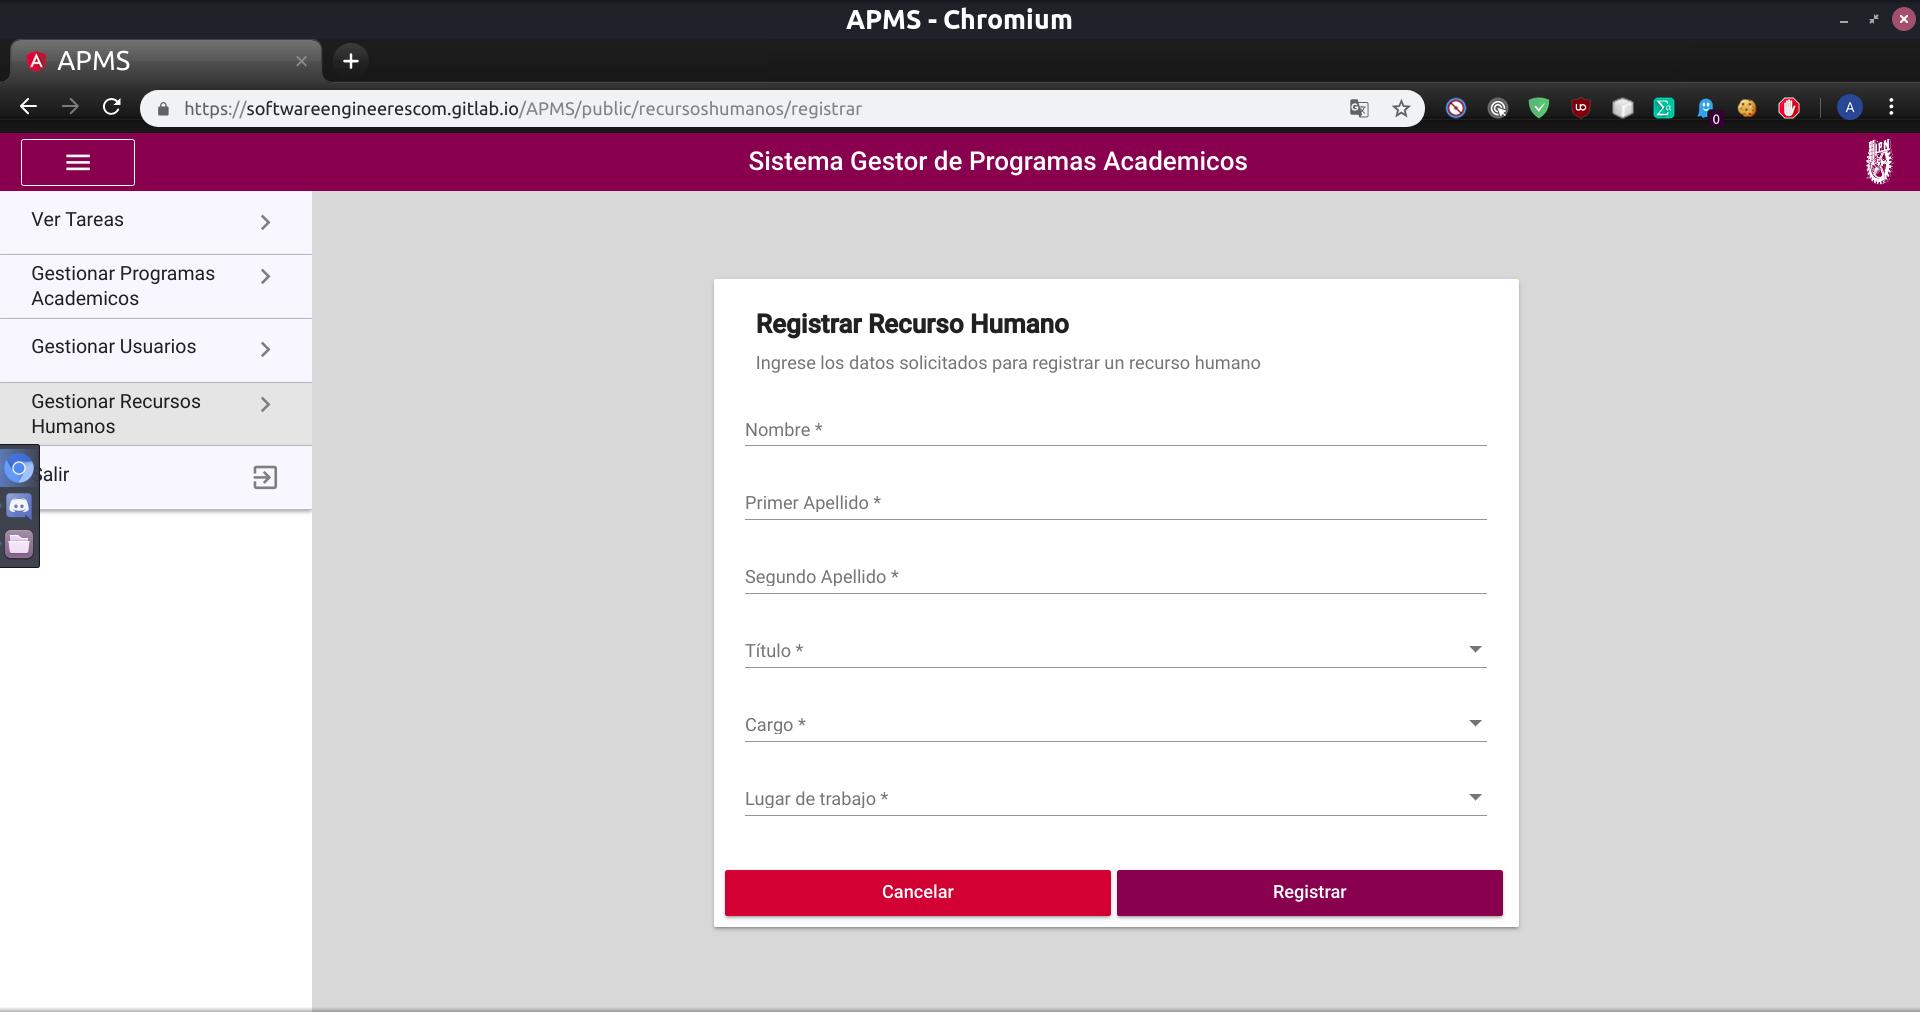 APMS - Chromium
APMS
https://softwareengineerescom.gitlab.io/APMS/public/recursoshumanos/registrar
0
A
Sistema Gestor de Programas Academicos
Ver Tareas
Gestionar Programas
Academicos
Gestionar Usuarios
Gestionar Recursos
Humanos
Salir
Registrar Recurso Humano
Ingrese los datos solicitados para registrar un recurso humano
Nombre *
Primer Apellido *
Segundo Apellido *
Título *
Cargo *
Lugar de trabajo *
Cancelar
Registrar